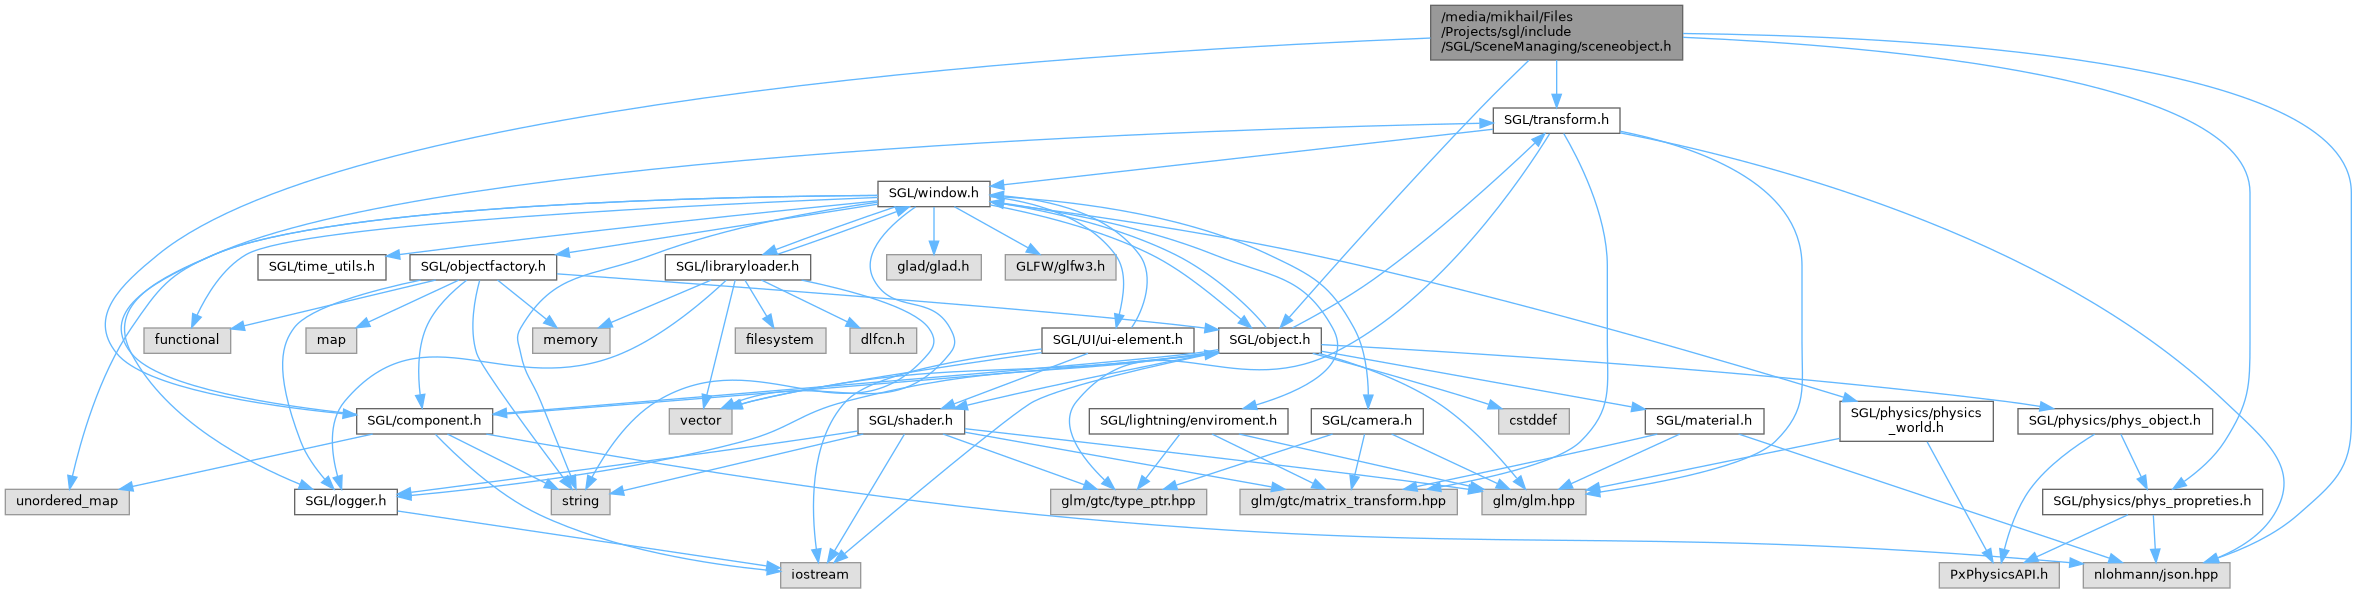 /media/mikhail/Files
/Projects/sgl/include
/SGL/SceneManaging/sceneobject.h
SGL/transform.h
SGL/window.h
SGL/time_utils.h
SGL/objectfactory.h
SGL/libraryloader.h
glad/glad.h
GLFW/glfw3.h
functional
map
memory
filesystem
dlfcn.h
SGL/UI/ui-element.h
SGL/object.h
SGL/component.h
vector
SGL/shader.h
SGL/lightning/enviroment.h
SGL/camera.h
cstddef
SGL/material.h
SGL/physics/physics
_world.h
SGL/physics/phys_object.h
unordered_map
SGL/logger.h
string
glm/gtc/type_ptr.hpp
glm/gtc/matrix_transform.hpp
glm/glm.hpp
SGL/physics/phys_propreties.h
iostream
PxPhysicsAPI.h
nlohmann/json.hpp